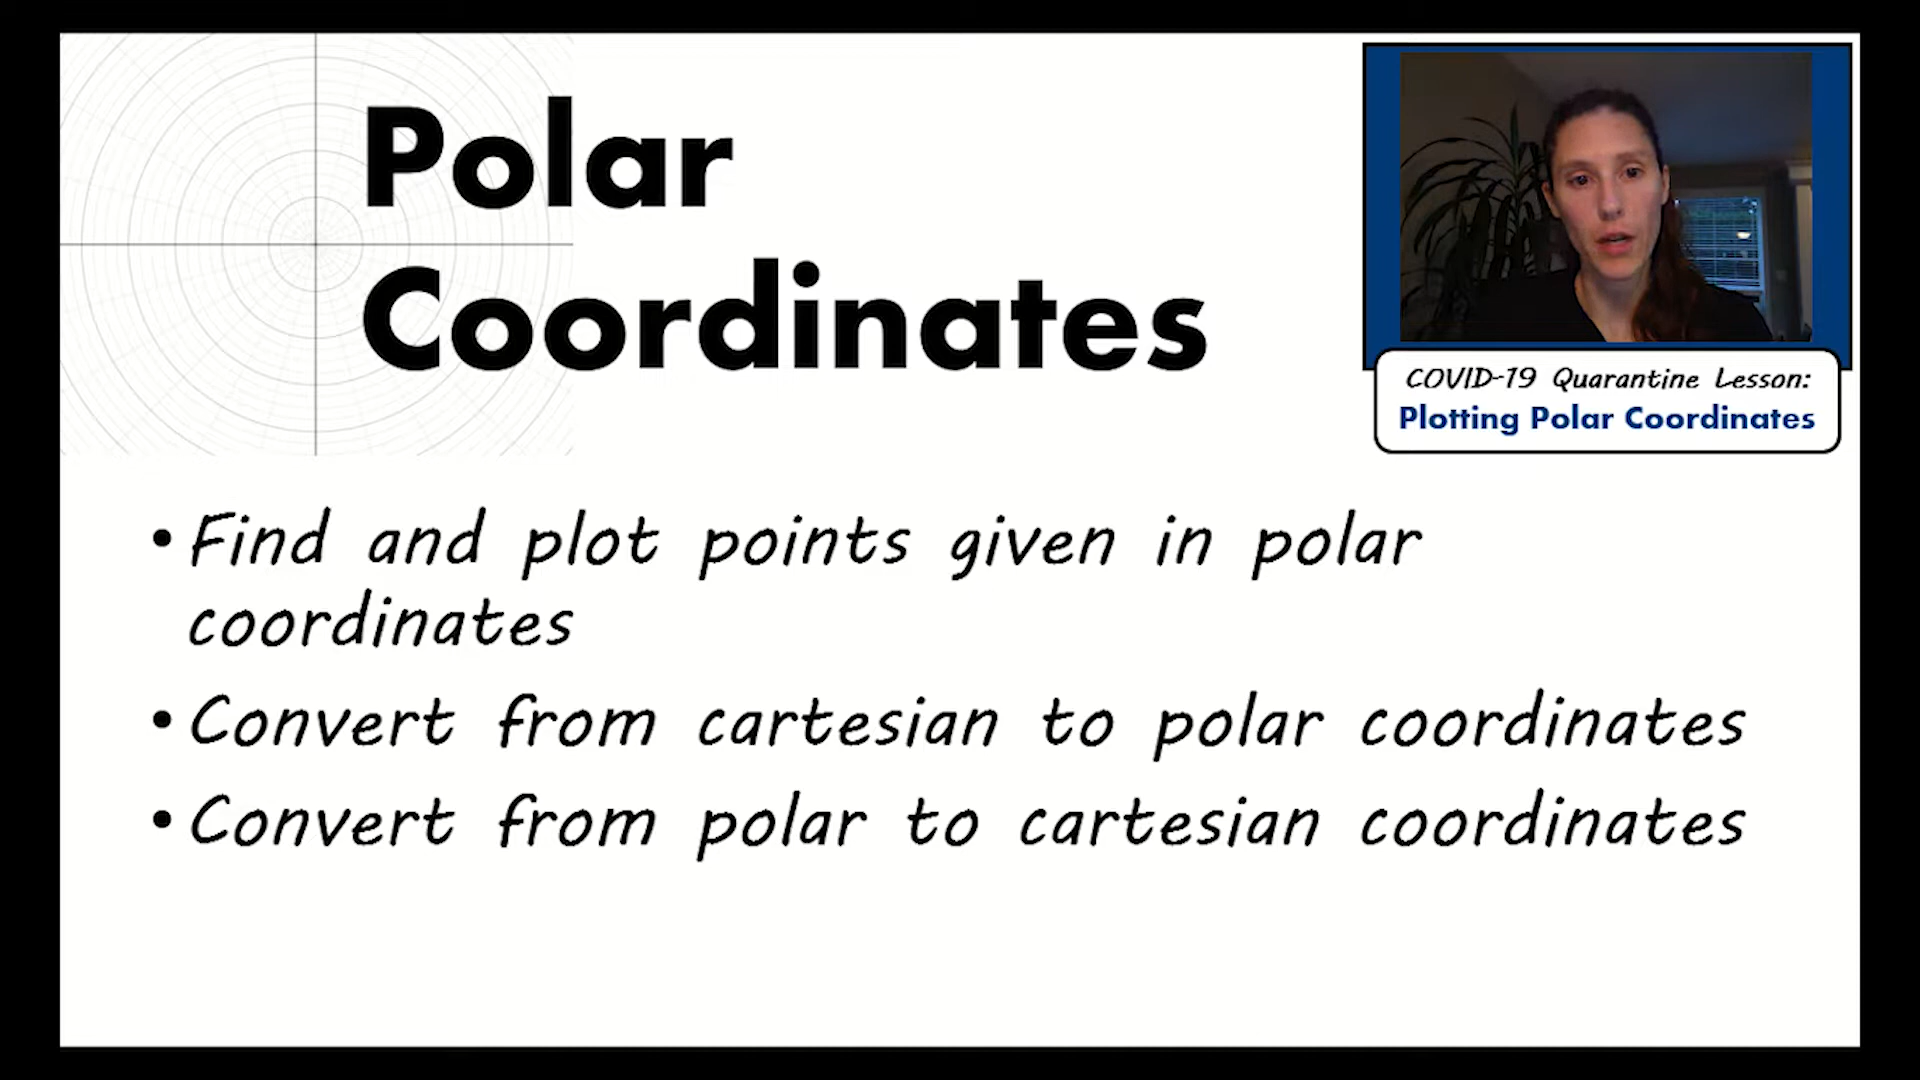 Polar
Coordinates
COVID-19 Quarantine Lesson:
Plotting Polar Coordinates
• Find and plot points given in polar
coordinates
• Convert from cartesian to polar coordinates
• Convert from polar to cartesian coordinates